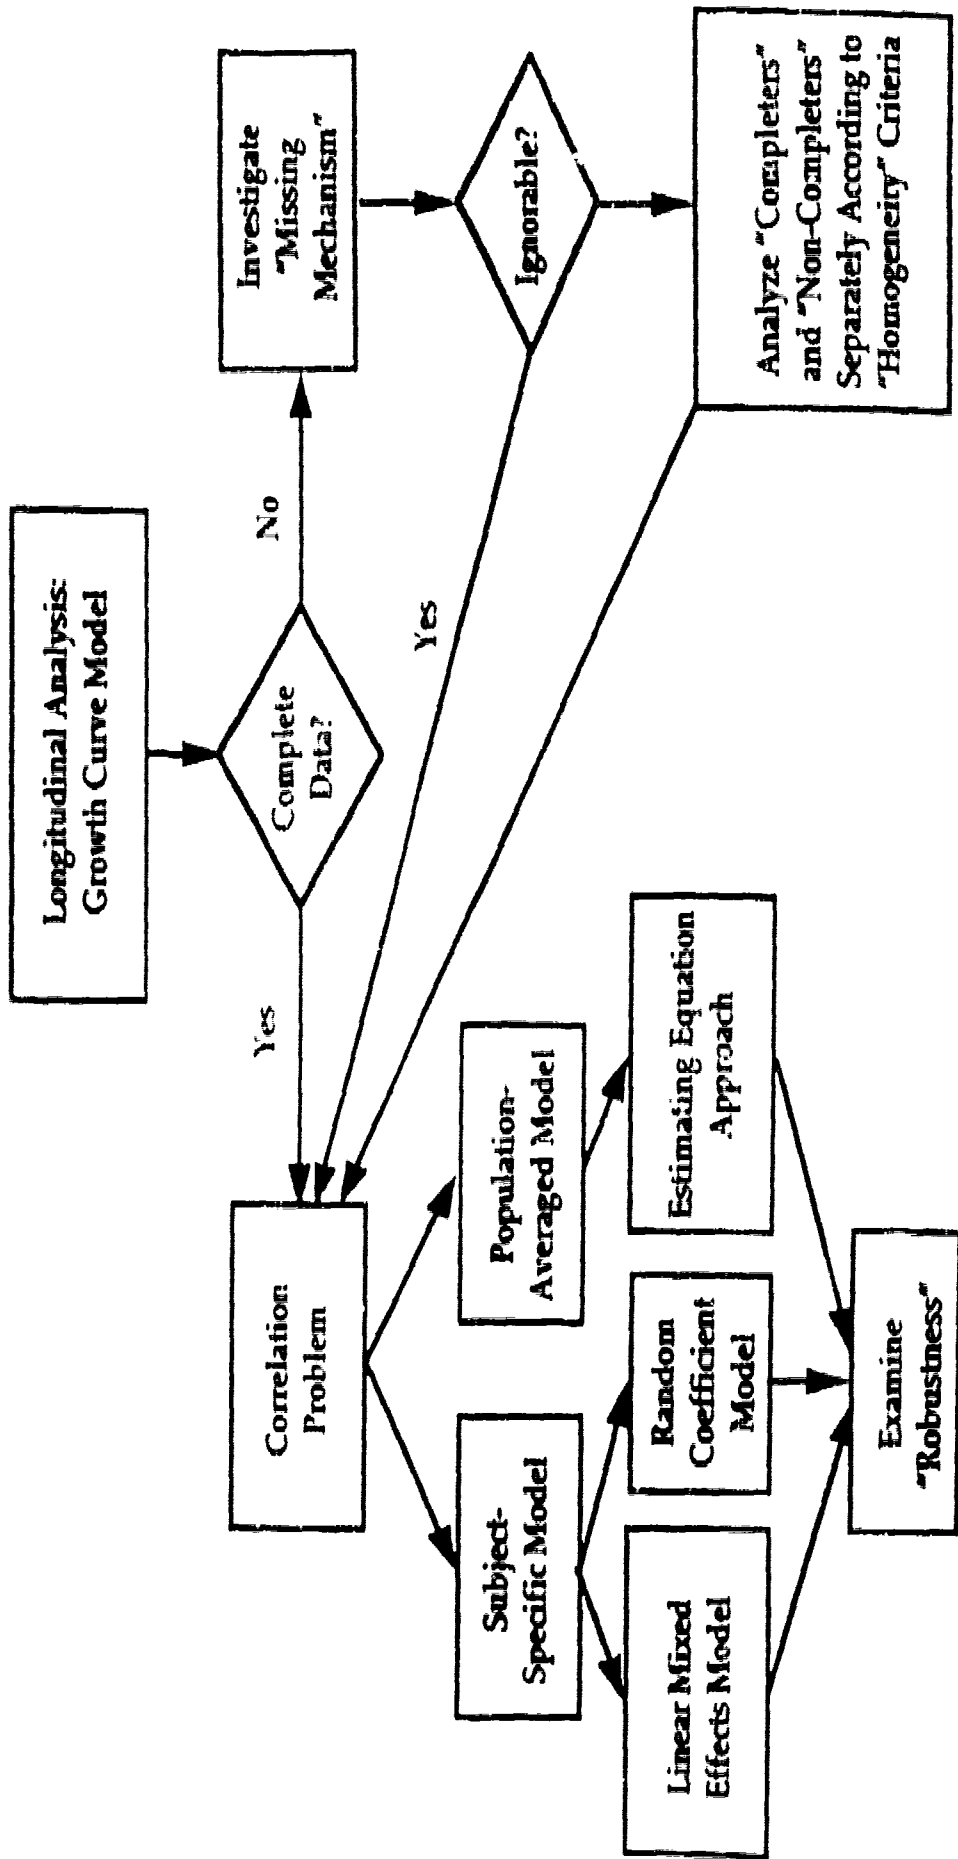 Longitudinal Analysis:
Growth Curve Model
Complete
Data?
Yes
No
Investigate
"Missing
Mechanism"
Ignorable?
Yes
Analyze "Completers"
and "Non-Completers"
Separately According to
"Homogeneity" Criteria
Correlation
Problem
Subject-
Specific Model
Population-
Averaged Model
Linear Mixed
Effects Model
Random
Coefficient
Model
Estimating Equation
Approach
Examine
"Robustness"